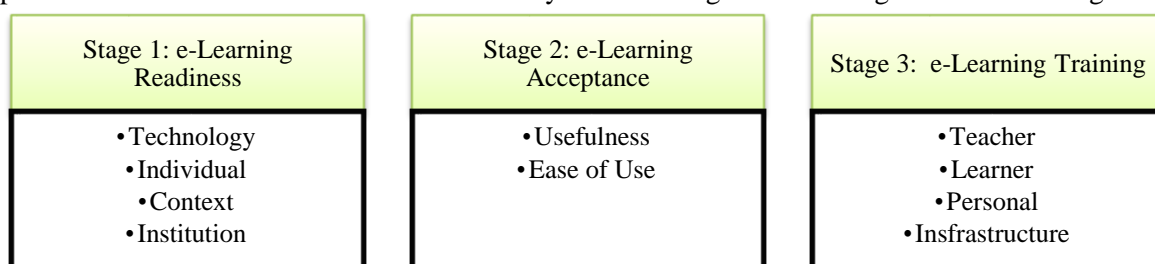 Stage 1: e-Learning
Readiness
•Technology
•Individual
•Context
•Institution
Stage 2: e-Learning
Acceptance
•Usefulness
•Ease of Use
Stage 3: e-Learning Training
•Teacher
•Learner
•Personal
•Insfrastructure